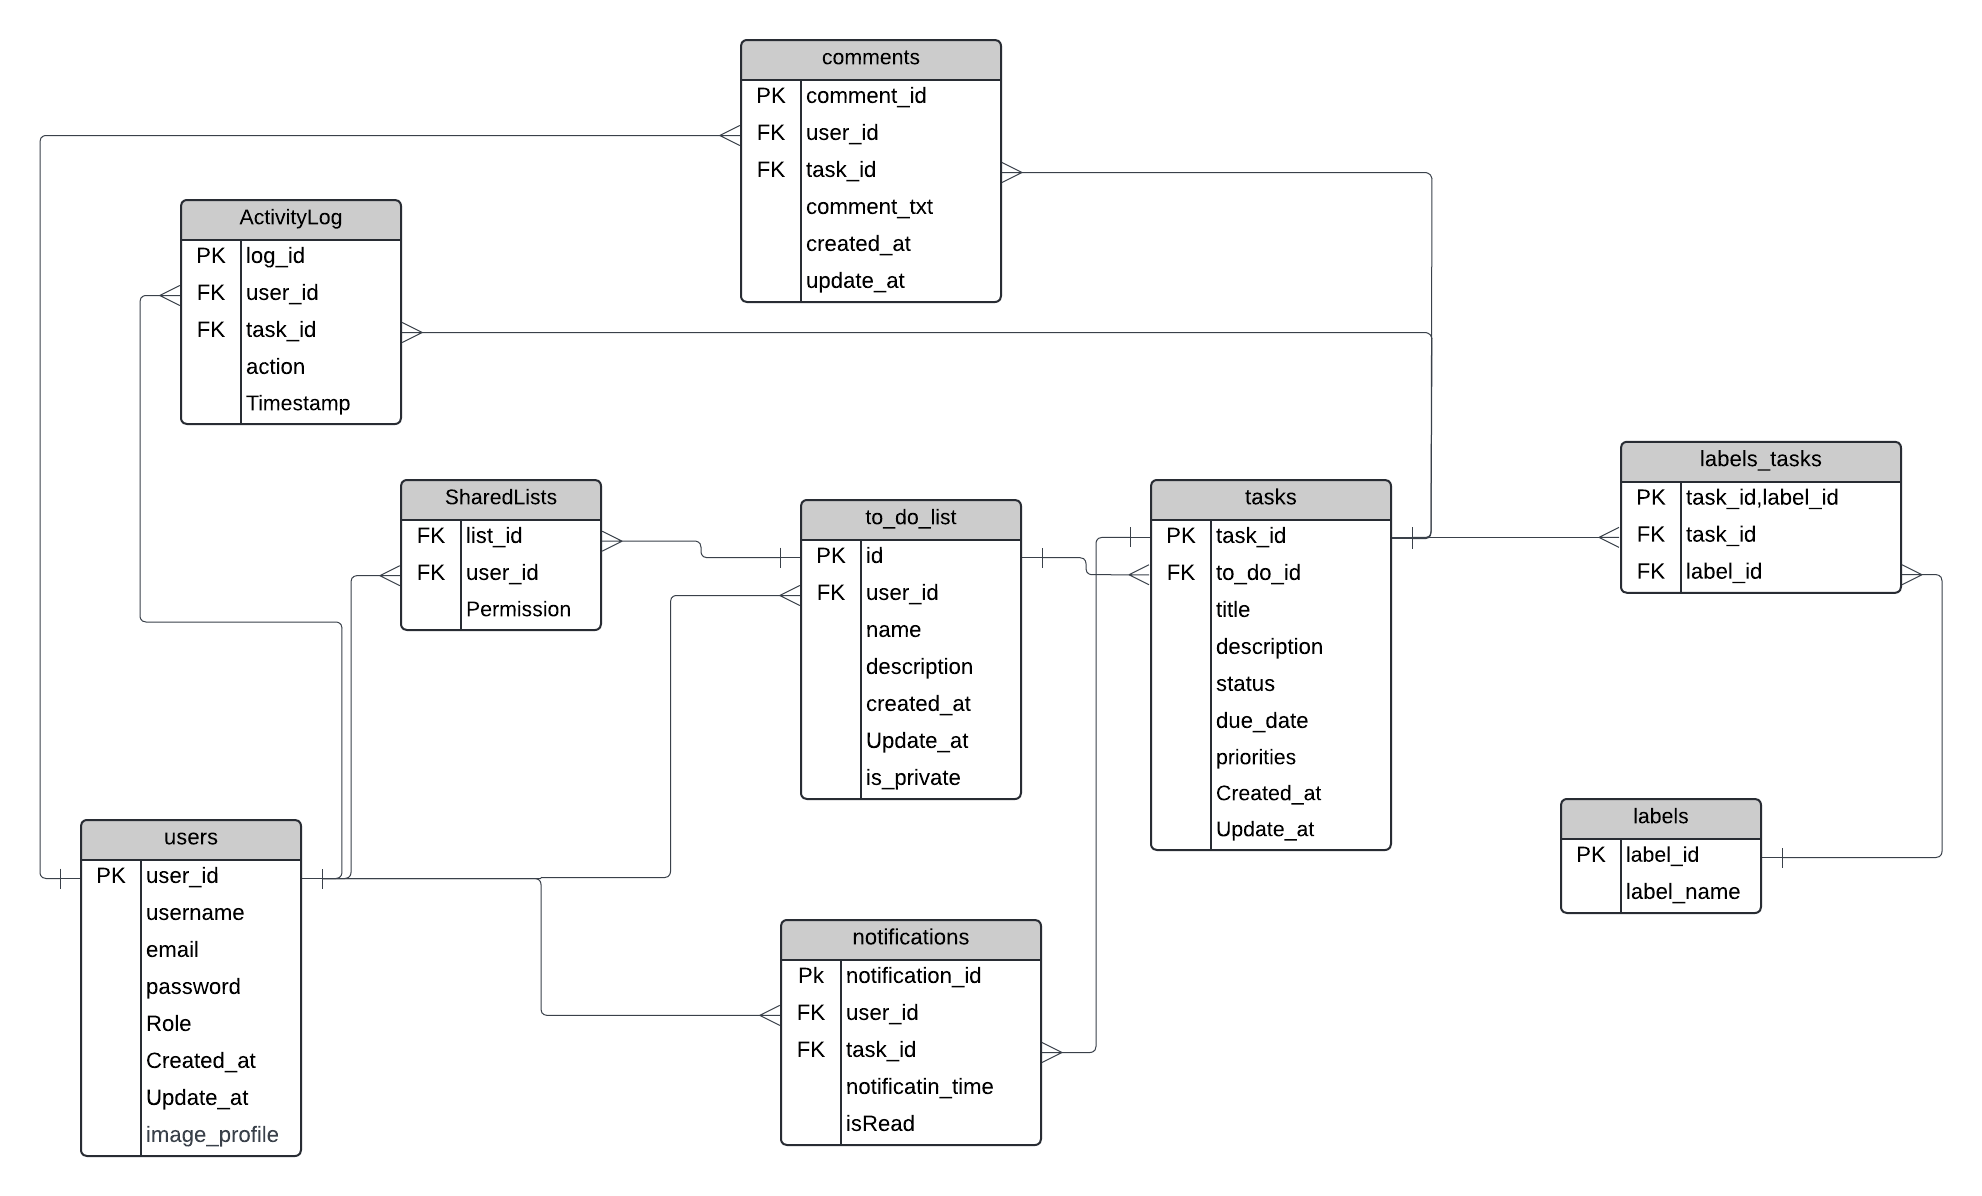 comments
PK comment_id
FK user_id
FK task_id
comment_txt
created_at
update_at
ActivityLog
PK log_id
FK user_id
FK task_id
action
Timestamp
SharedLists
FK list_id
FK user_id
Permission
to_do_list
PK id
FK user_id
name
description
created_at
Update_at
is_private
tasks
PK task_id
FK to_do_id
title
description
status
due_date
priorities
Created_at
Update_at
labels_tasks
PK task_id,label_id
FK task_id
FK label_id
users
PK user_id
username
email
password
Role
Created_at
Update_at
image_profile
notifications
Pk notification_id
FK user_id
FK task_id
notificatin_time
isRead
labels
PK label_id
label_name